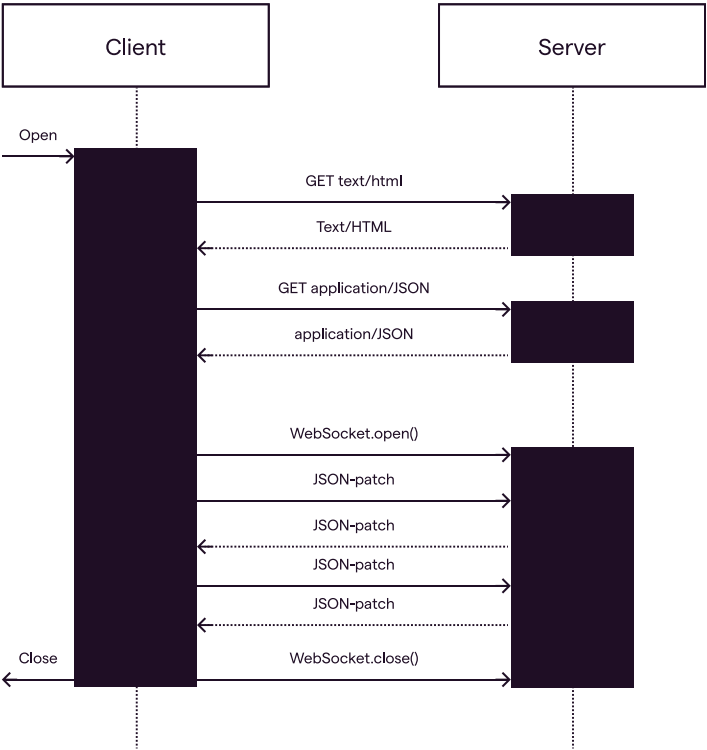 Client
Server
Open
GET text/html
Text/HTML
GET application/JSON
application/JSON
WebSocket.open()
JSON-patch
JSON-patch
JSON-patch
JSON-patch
Close
WebSocket.close()